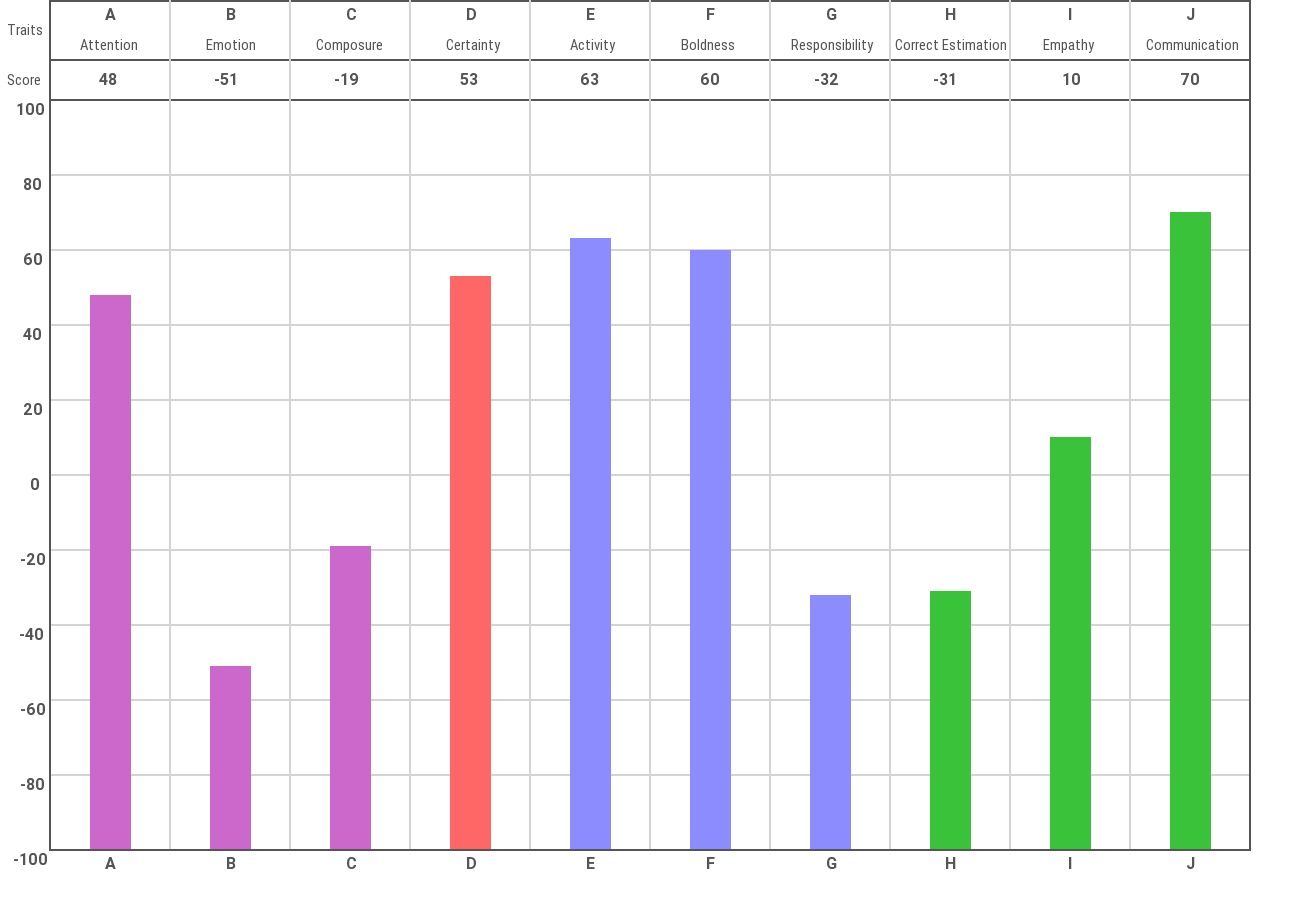 A B C D E F G H I J
Traits
Attention Emotion Composure Certainty Activity Boldness Responsibility Correct Estimation Empathy Communication
Score 48 -51 -19 53 63 60 -32 -31 10 70
100
80
60
40
20
0
-20
-40
-60
-80
-100
A B C D E F G H I J